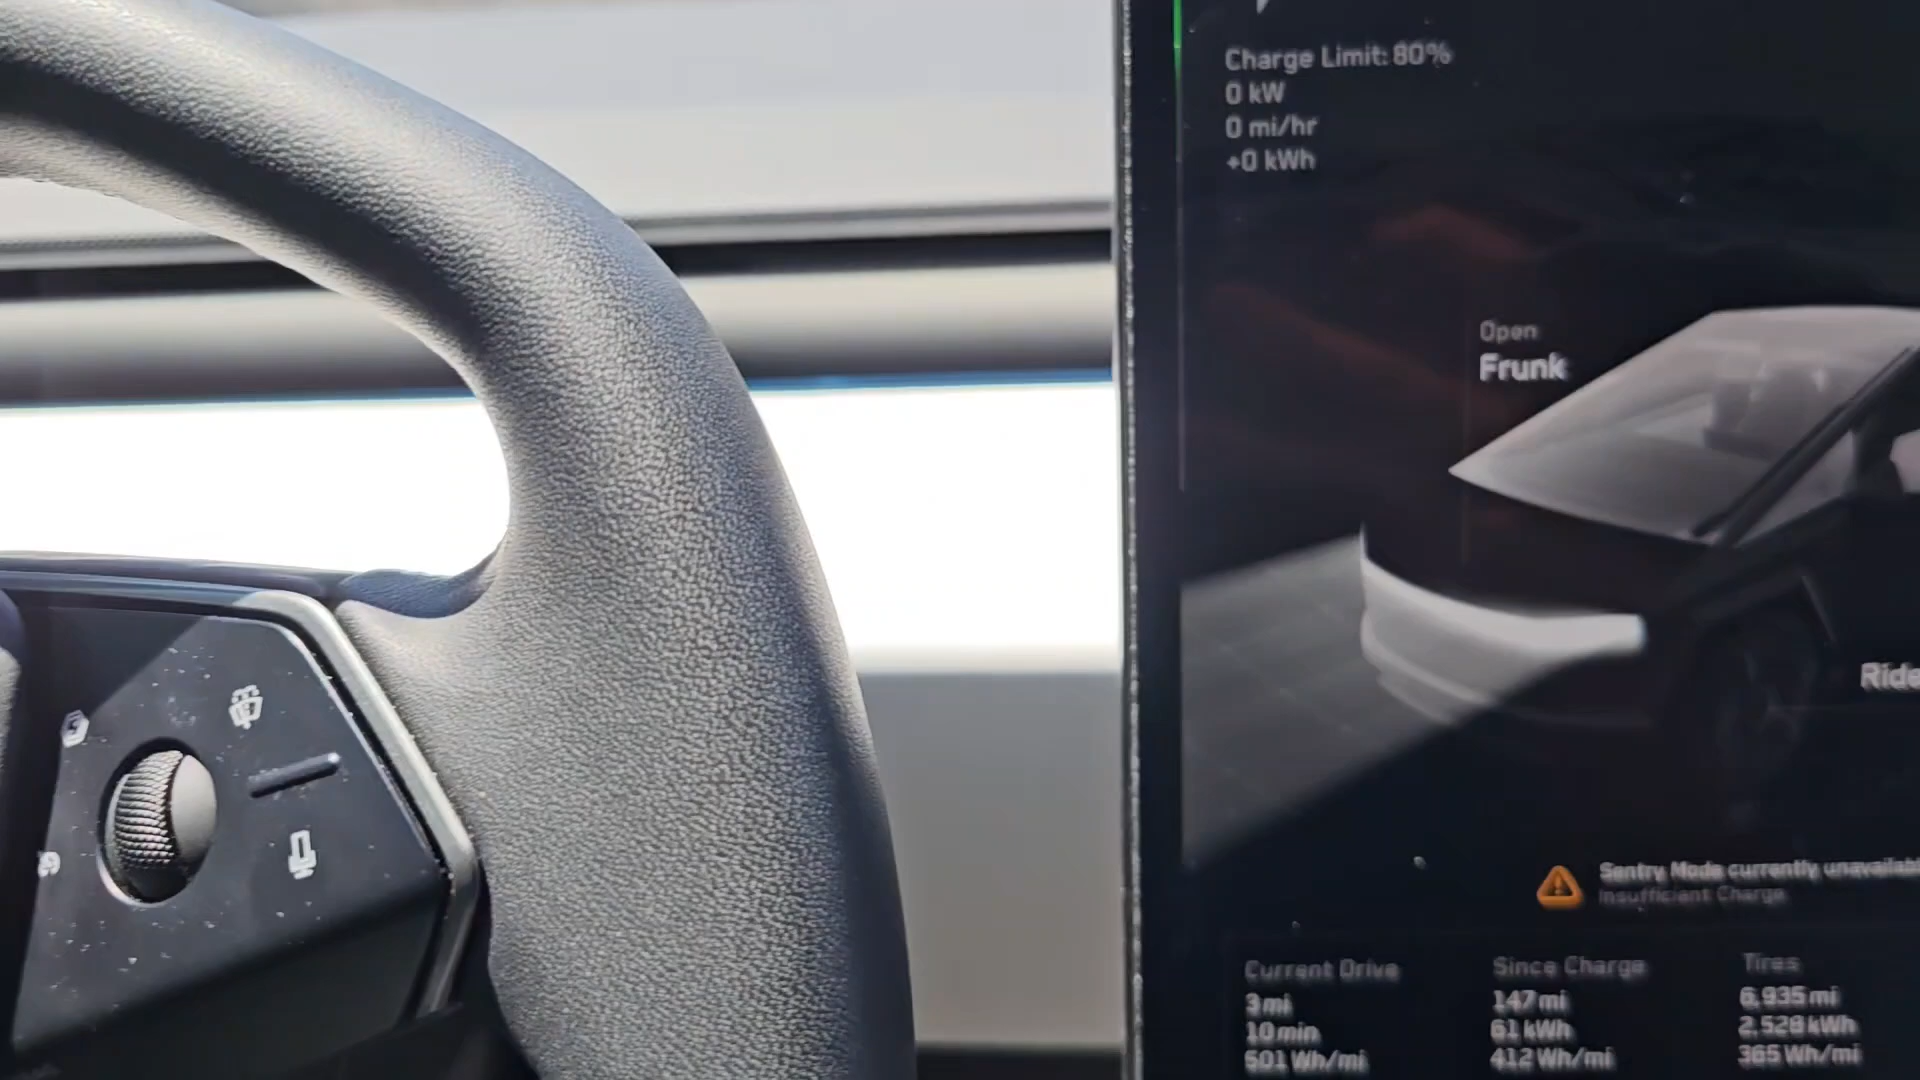 Charge Limit: 80%
0 kW
0 mi/hr
+0 kWh
Open
Frunk
Ride
Sentry Mode currently unavailabl
Insufficient Charge
Current Drive
3 mi
10 min
501 Wh/mi
Since Charge
147 mi
61 kWh
412 Wh/mi
Tires
6,935 mi
2,528 kWh
365 Wh/mi